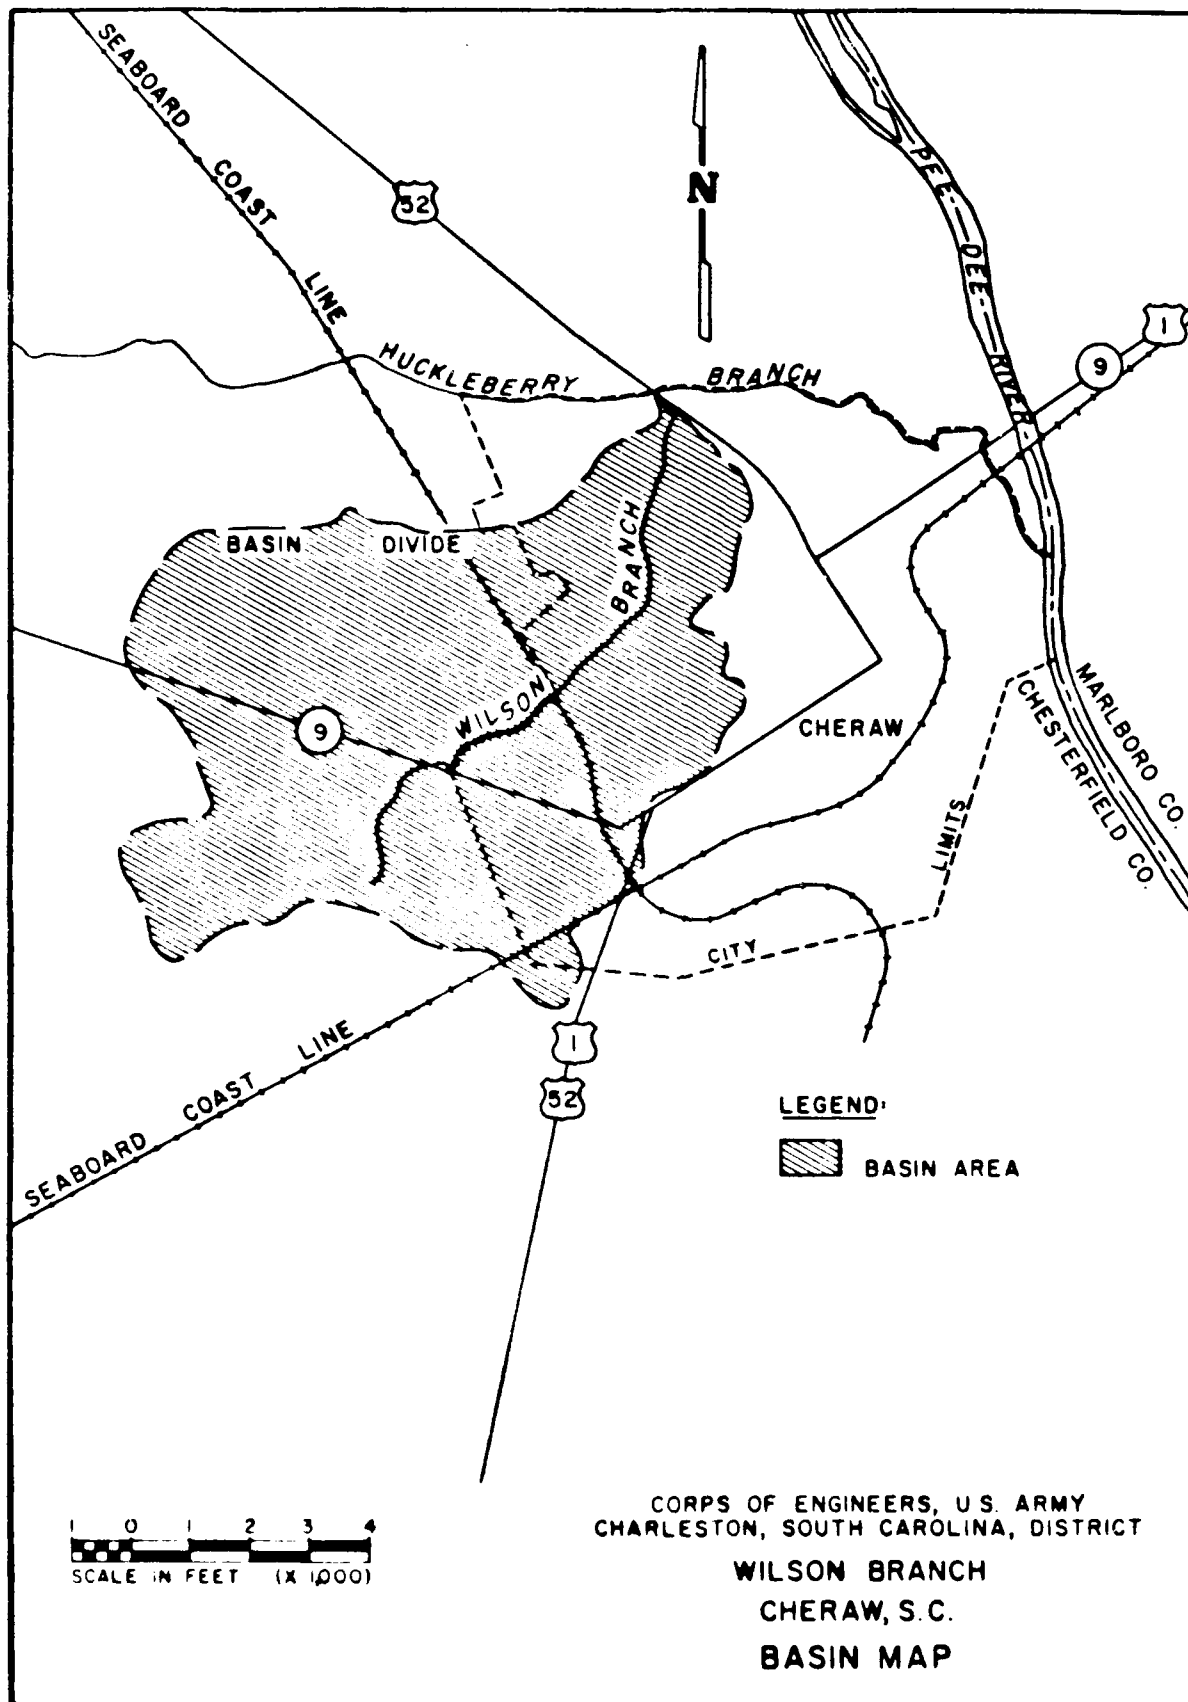 SEABOARD COAST LINE
52
N
PEE DEE RIVER
1
9
HUCKLEBERRY BRANCH
BASIN DIVIDE
WILSON BRANCH
9
CHERAW
MARLBORO CO.
CHESTERFIELD CO.
CITY LIMITS
SEABOARD COAST LINE
1
52
LEGEND:
BASIN AREA
1 0 1 2 3 4
SCALE IN FEET (X 1,000)
CORPS OF ENGINEERS, U.S. ARMY
CHARLESTON, SOUTH CAROLINA, DISTRICT
WILSON BRANCH
CHERAW, S.C.
BASIN MAP